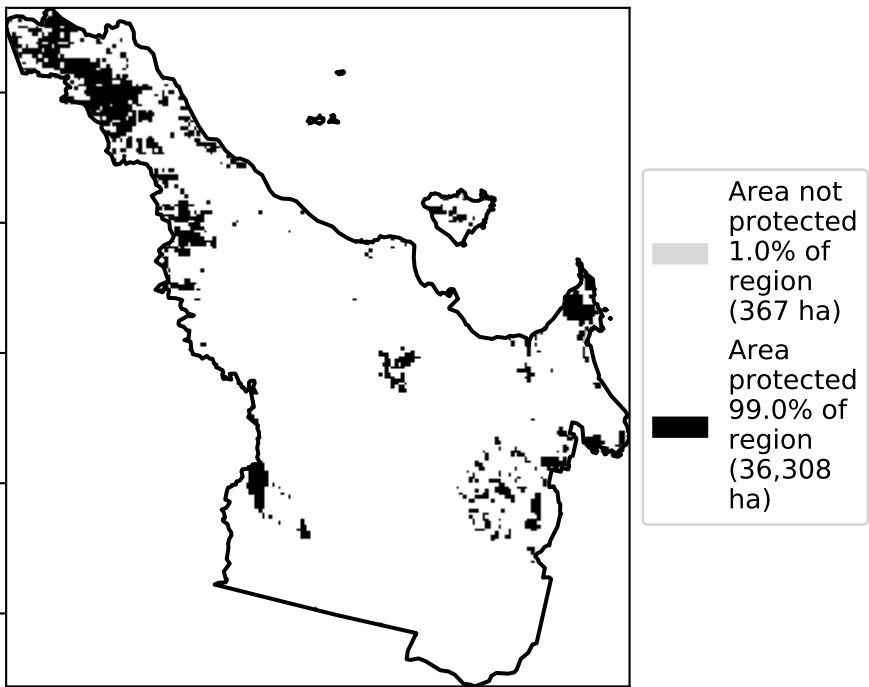 Area not
protected
1.0% of
region
(367 ha)
Area
protected
99.0% of
region
(36,308
ha)